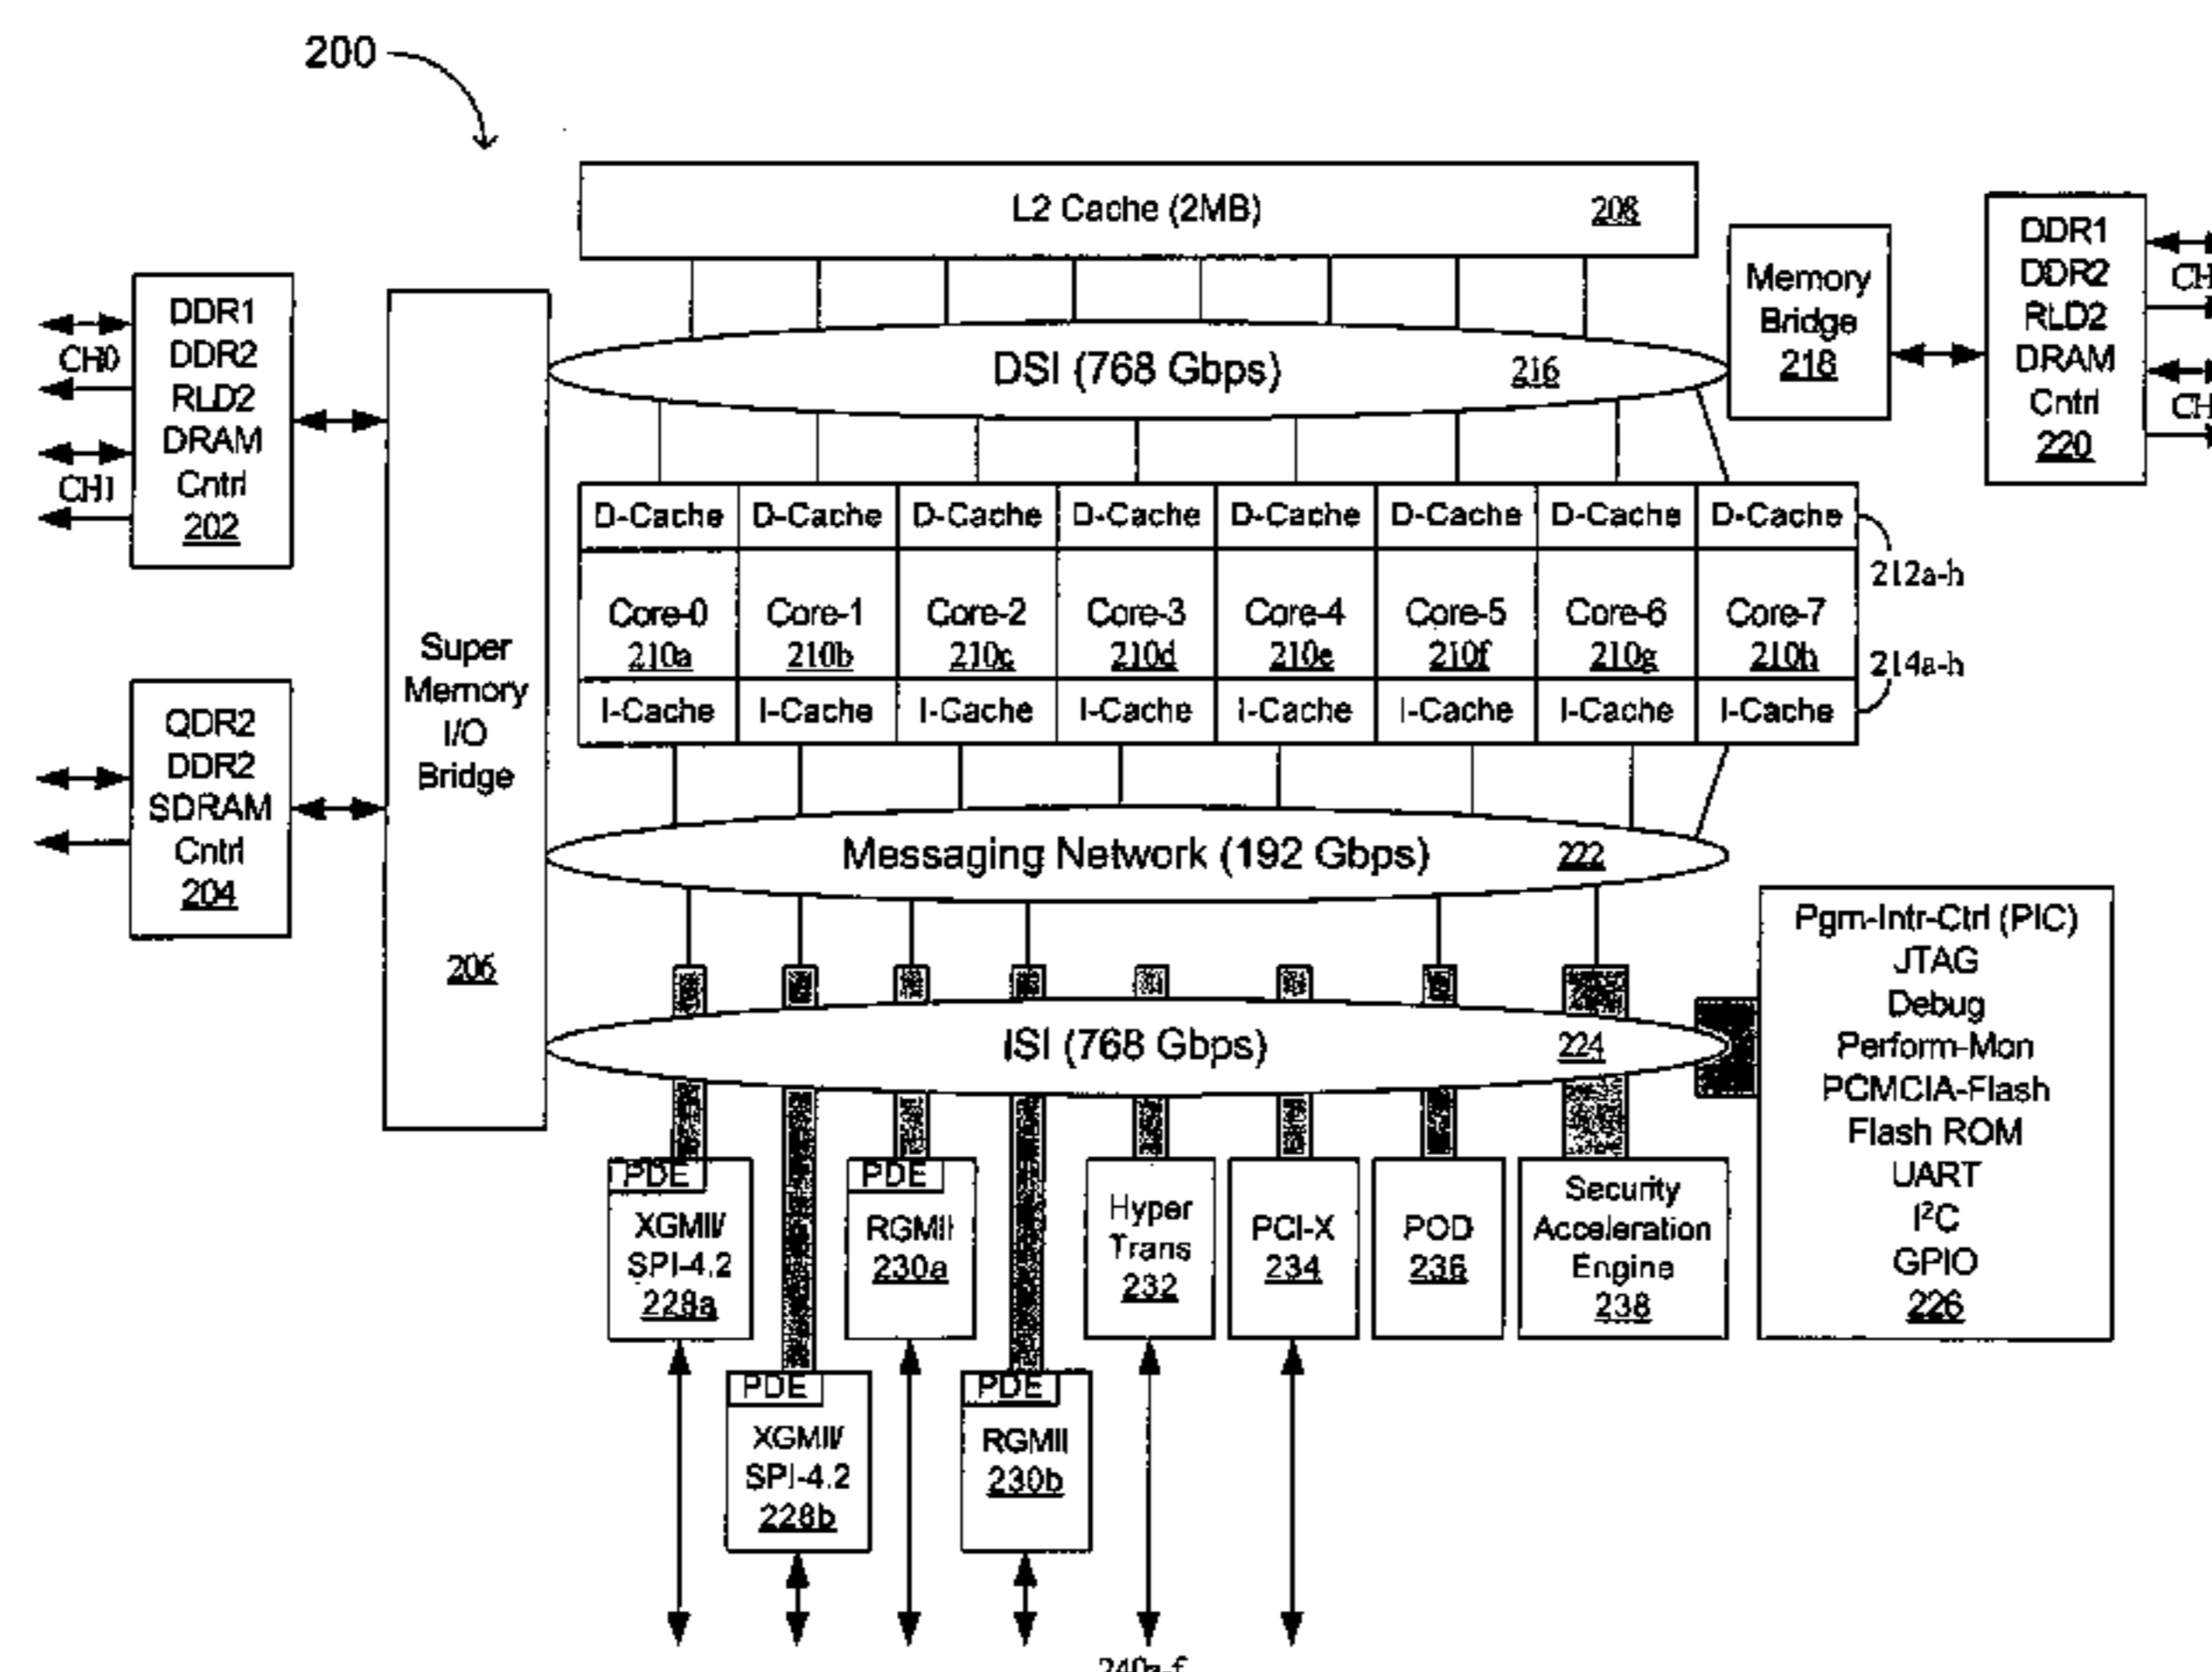 200
L2 Cache (2MB) 208
DDR1
DDR2
RLD2
DRAM
Cntrl
202
CH0
CH1
QDR2
DDR2
SDRAM
Cntrl
204
Super
Memory
I/O
Bridge
206
DSI (768 Gbps) 216
Memory
Bridge
218
DDR1
DDR2
RLD2
DRAM
Cntrl
220
D-Cache D-Cache D-Cache D-Cache D-Cache D-Cache D-Cache D-Cache
212a-h
Core-0 Core-1 Core-2 Core-3 Core-4 Core-5 Core-6 Core-7
210a 210b 210c 210d 210e 210f 210g 210h
214a-h
I-Cache I-Cache I-Cache I-Cache I-Cache I-Cache I-Cache I-Cache
Messaging Network (192 Gbps) 222
ISI (768 Gbps) 224
Pgm-Intr-Ctrl (PIC)
JTAG
Debug
Perform-Mon
PCMCIA-Flash
Flash ROM
UART
I²C
GPIO
226
PDE
XGMII/
SPI-4.2
228a
PDE
XGMII/
SPI-4.2
228b
PDE
RGMII
230a
PDE
RGMII
230b
Hyper
Trans
232
PCI-X
234
POD
236
Security
Acceleration
Engine
238
240a-f